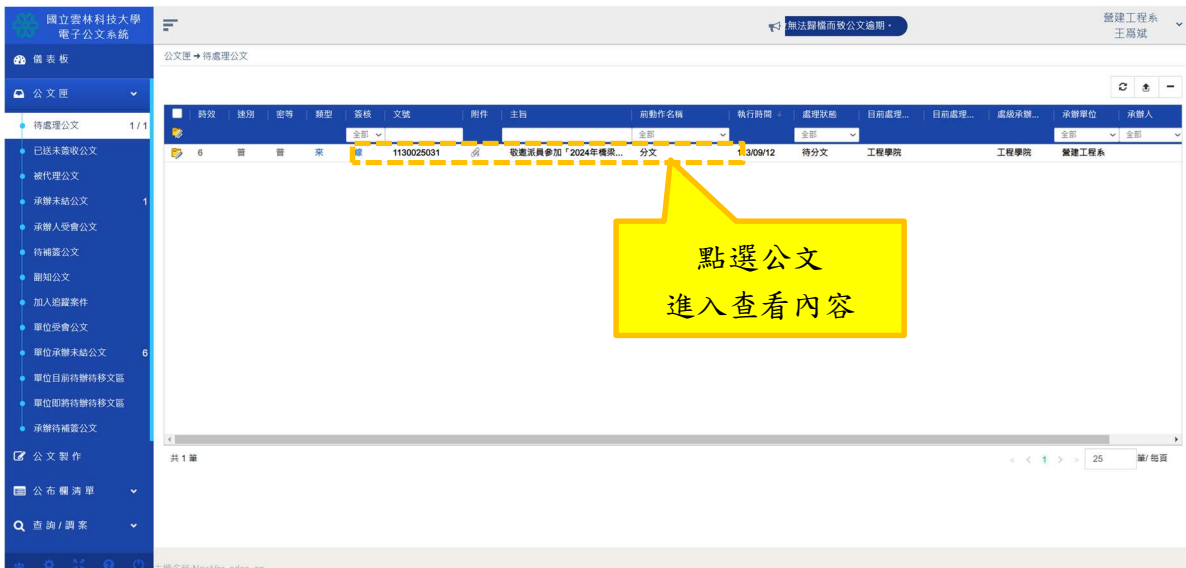 國立雲林科技大學
電子公文系統
無法歸檔而致公文逾期。
營建工程系
王昺斌
儀表板
公文匣 ➔ 待處理公文
公文匣
待處理公文 1 / 1
已送未簽收公文
被代理公文
承辦未結公文 1
承辦人受會公文
待補簽公文
副知公文
加入追蹤案件
單位受會公文
單位承辦未結公文 6
單位目前待辦待移文區
單位即將待辦待移文區
承辦待補簽公文
公文製作
公布欄清單
查詢/調案
時效 速別 密等 類型 簽核 文號 附件 主旨 前動作名稱 執行時間 處理狀態 目前處理... 目前處理... 處級承辦... 承辦單位 承辦人
全部 全部 全部 全部 全部
6 普 普 來 線 1130025031 敬邀派員參加「2024年橋梁... 分文 113/09/12 待分文 工程學院 工程學院 營建工程系
點選公文
進入查看內容
共 1 筆 « < 1 > » 25 筆/每頁